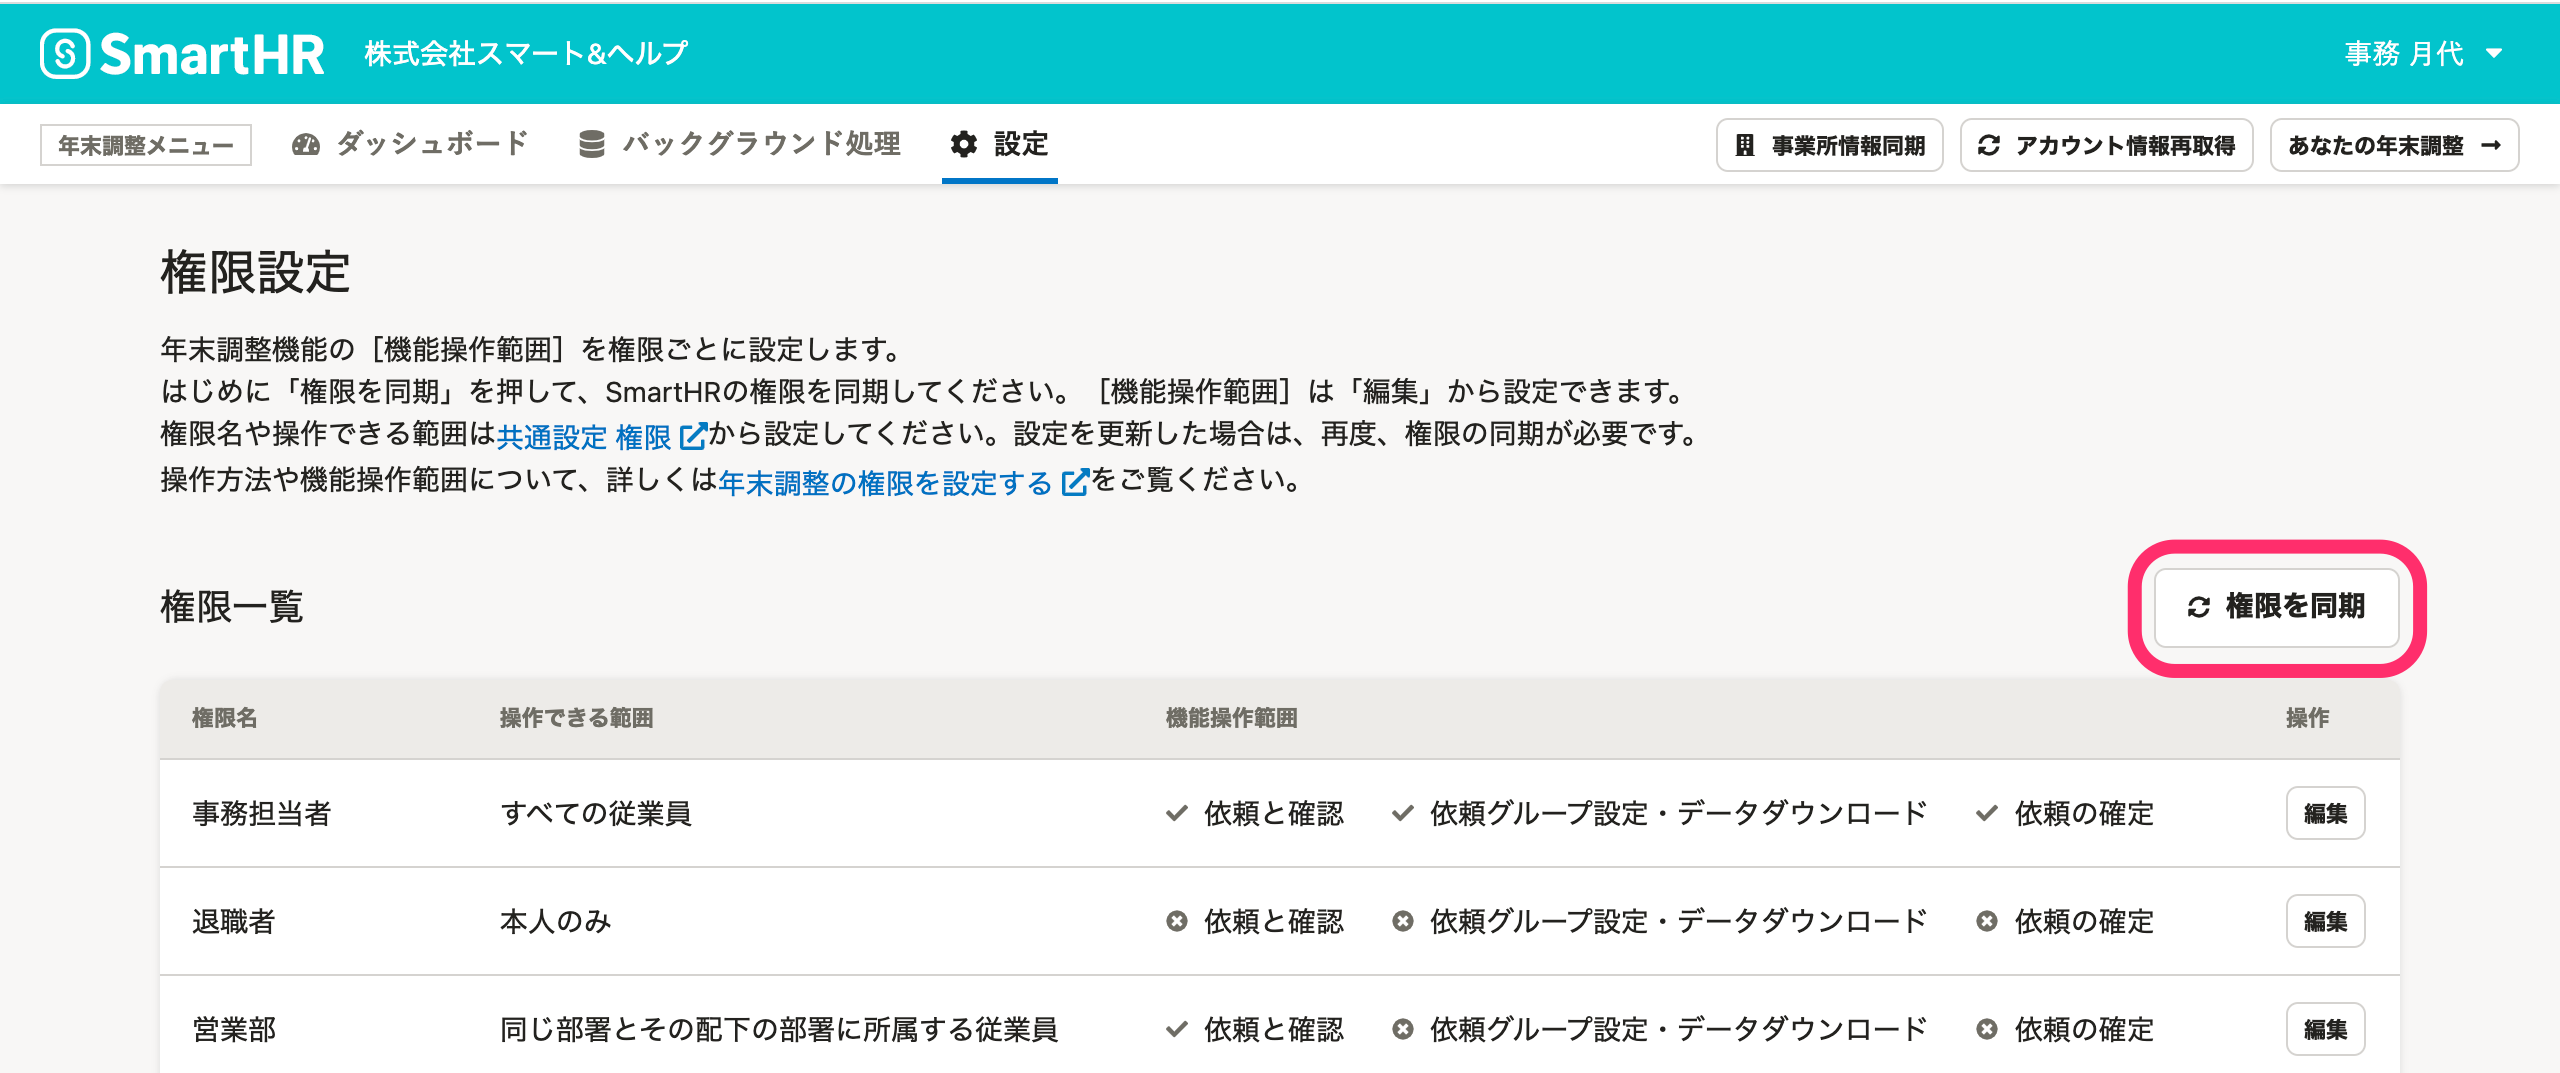 SmartHR 株式会社スマート&ヘルプ 事務 月代
年末調整メニュー ダッシュボード バックグラウンド処理 設定 事業所情報同期 アカウント情報再取得 あなたの年末調整 →
権限設定
年末調整機能の［機能操作範囲］を権限ごとに設定します。
はじめに「権限を同期」を押して、SmartHRの権限を同期してください。［機能操作範囲］は「編集」から設定できます。
権限名や操作できる範囲は共通設定 権限から設定してください。設定を更新した場合は、再度、権限の同期が必要です。
操作方法や機能操作範囲について、詳しくは年末調整の権限を設定するをご覧ください。
権限一覧 権限を同期
権限名 操作できる範囲 機能操作範囲 操作
事務担当者 すべての従業員 依頼と確認 依頼グループ設定・データダウンロード 依頼の確定 編集
退職者 本人のみ 依頼と確認 依頼グループ設定・データダウンロード 依頼の確定 編集
営業部 同じ部署とその配下の部署に所属する従業員 依頼と確認 依頼グループ設定・データダウンロード 依頼の確定 編集